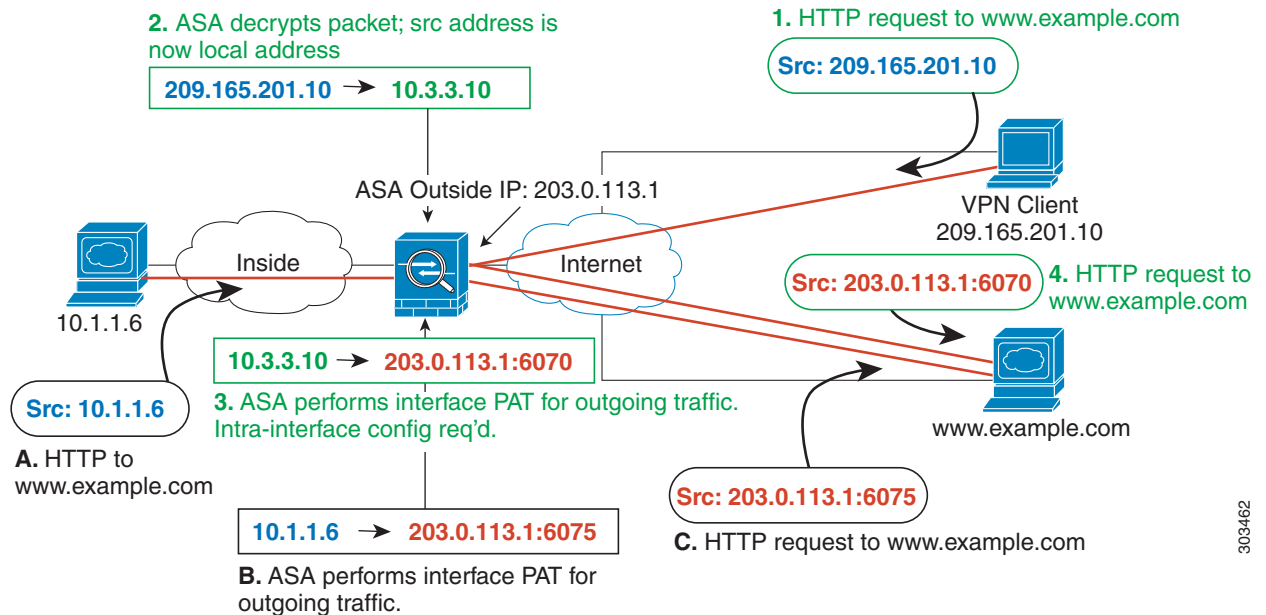 2. ASA decrypts packet; src address is
now local address
209.165.201.10 → 10.3.3.10
1. HTTP request to www.example.com
Src: 209.165.201.10
ASA Outside IP: 203.0.113.1
VPN Client
209.165.201.10
Inside
Internet
10.1.1.6
Src: 203.0.113.1:6070
4. HTTP request to
www.example.com
10.3.3.10 → 203.0.113.1:6070
3. ASA performs interface PAT for outgoing traffic.
Intra-interface config req'd.
Src: 10.1.1.6
A. HTTP to
www.example.com
www.example.com
Src: 203.0.113.1:6075
C. HTTP request to www.example.com
10.1.1.6 → 203.0.113.1:6075
B. ASA performs interface PAT for
outgoing traffic.
303462